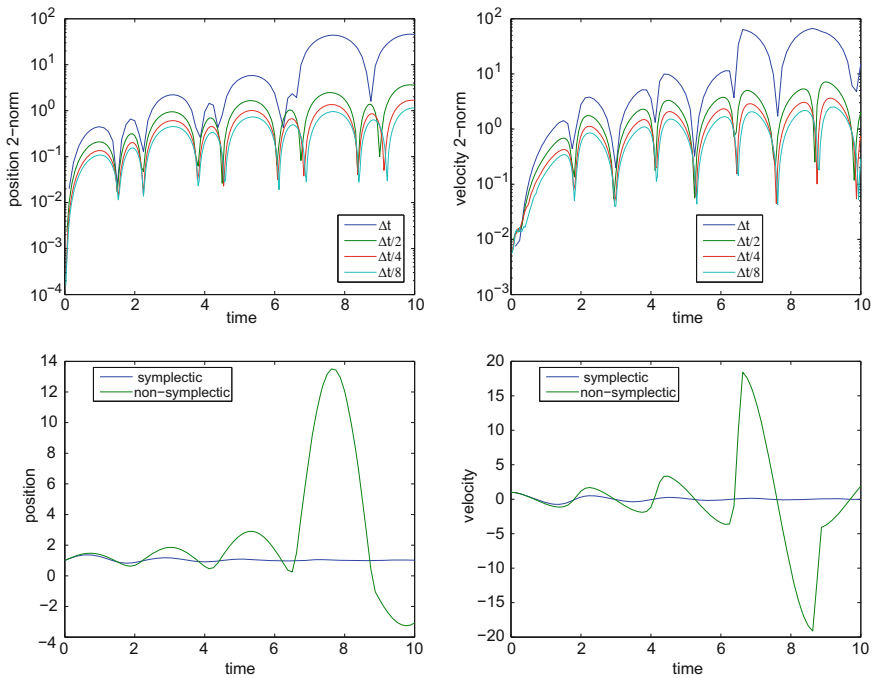 position 2−norm
10^2
10^1
10^0
10^−1
10^−2
10^−3
10^−4
0 2 4 6 8 10
time
Δt
Δt/2
Δt/4
Δt/8
velocity 2−norm
10^2
10^1
10^0
10^−1
10^−2
10^−3
0 2 4 6 8 10
time
Δt
Δt/2
Δt/4
Δt/8
position
14
12
10
8
6
4
2
0
−2
−4
0 2 4 6 8 10
time
symplectic
non−symplectic
velocity
20
15
10
5
0
−5
−10
−15
−20
0 2 4 6 8 10
time
symplectic
non−symplectic